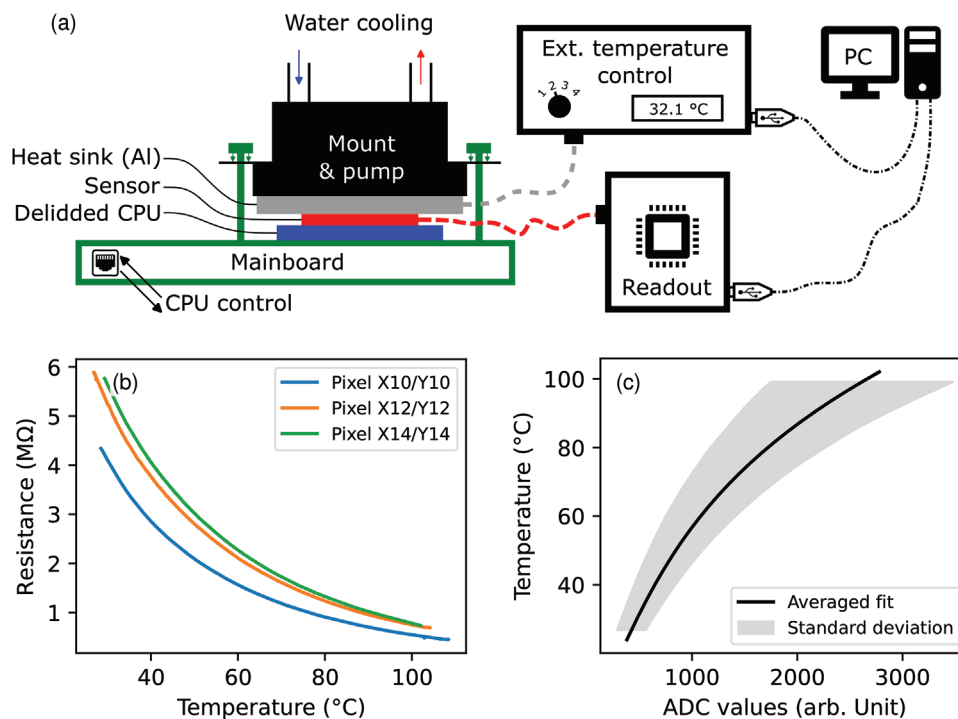 (a)
Water cooling
Heat sink (Al)
Sensor
Delidded CPU
Mount
& pump
Mainboard
CPU control
Ext. temperature
control
1 2 3 4
32.1 °C
PC
Readout
(b)
Pixel X10/Y10
Pixel X12/Y12
Pixel X14/Y14
Resistance (MΩ)
6
5
4
3
2
1
40 60 80 100
Temperature (°C)
(c)
Temperature (°C)
100
80
60
40
Averaged fit
Standard deviation
1000 2000 3000
ADC values (arb. Unit)